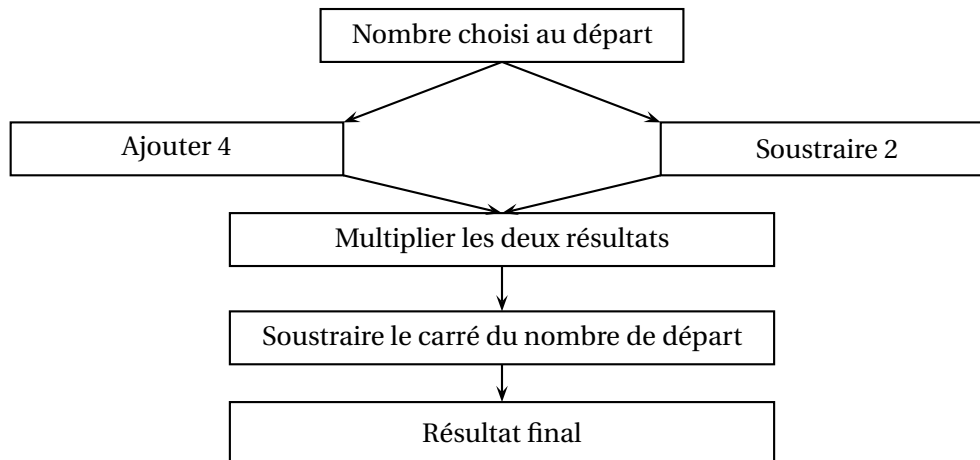 Nombre choisi au départ
Ajouter 4
Soustraire 2
Multiplier les deux résultats
Soustraire le carré du nombre de départ
Résultat final